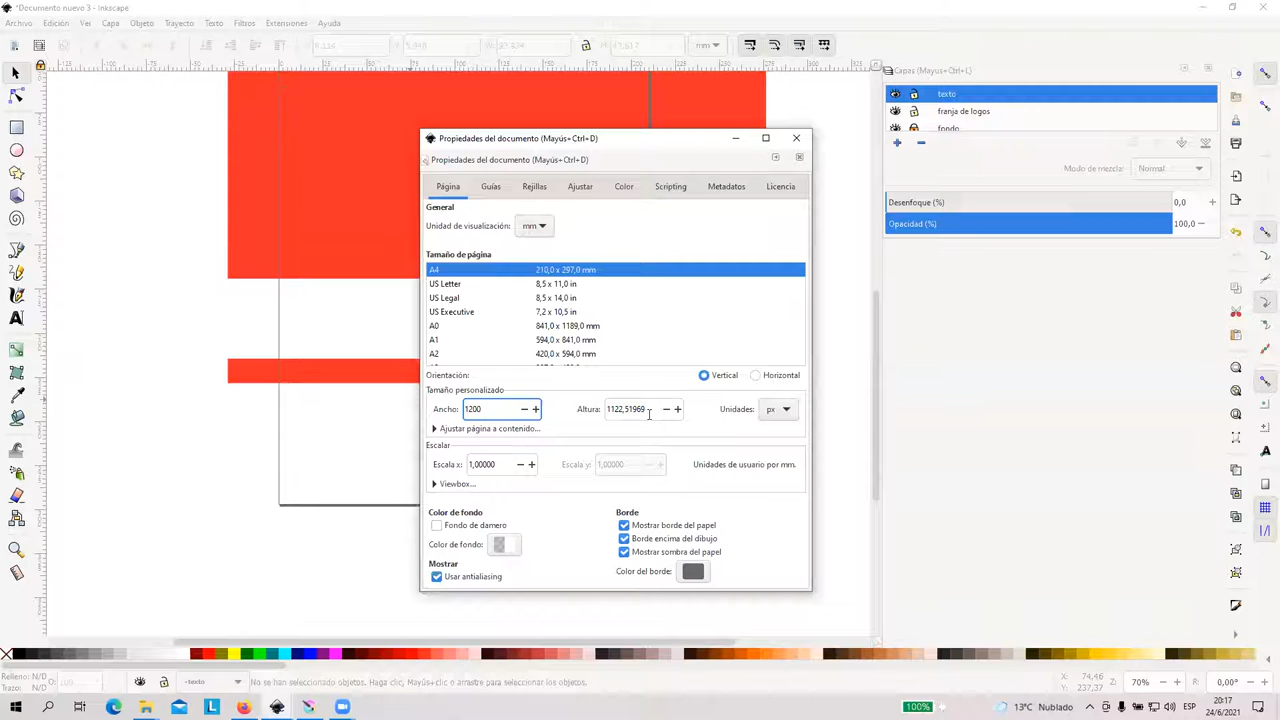 *Documento nuevo 3 - Inkscape
Archivo Edición Ver Capa Objeto Trayecto Texto Filtros Extensiones Ayuda
mm
Capas (Mayús+Ctrl+L)
texto
franja de logos
fondo
Modo de mezcla: Normal
Desenfoque (%) 0,0
Opacidad (%) 100,0
Propiedades del documento (Mayús+Ctrl+D)
Propiedades del documento (Mayús+Ctrl+D)
Página Guías Rejillas Ajustar Color Scripting Metadatos Licencia
General
Unidad de visualización: mm
Tamaño de página
A4 210,0 x 297,0 mm
US Letter 8,5 x 11,0 in
US Legal 8,5 x 14,0 in
US Executive 7,2 x 10,5 in
A0 841,0 x 1189,0 mm
A1 594,0 x 841,0 mm
A2 420,0 x 594,0 mm
Orientación: Vertical Horizontal
Tamaño personalizado
Ancho: 1200 Altura: 1122,51969 Unidades: px
Ajustar página a contenido...
Escalar
Escala x: 1,00000 Escala y: 1,00000 Unidades de usuario por mm.
Viewbox...
Color de fondo
Fondo de damero
Color de fondo:
Mostrar
Usar antialiasing
Borde
Mostrar borde del papel
Borde encima del dibujo
Mostrar sombra del papel
Color del borde:
Relleno: N/D
Trazo: N/D
-texto
No se han seleccionado objetos. Haga clic, Mayús+clic o arrastre para seleccionar los objetos.
X: 74,46
Y: 237,37
Z: 70%
R: 0,00°
100%
13°C Nublado
ESP
20:17
24/6/2021